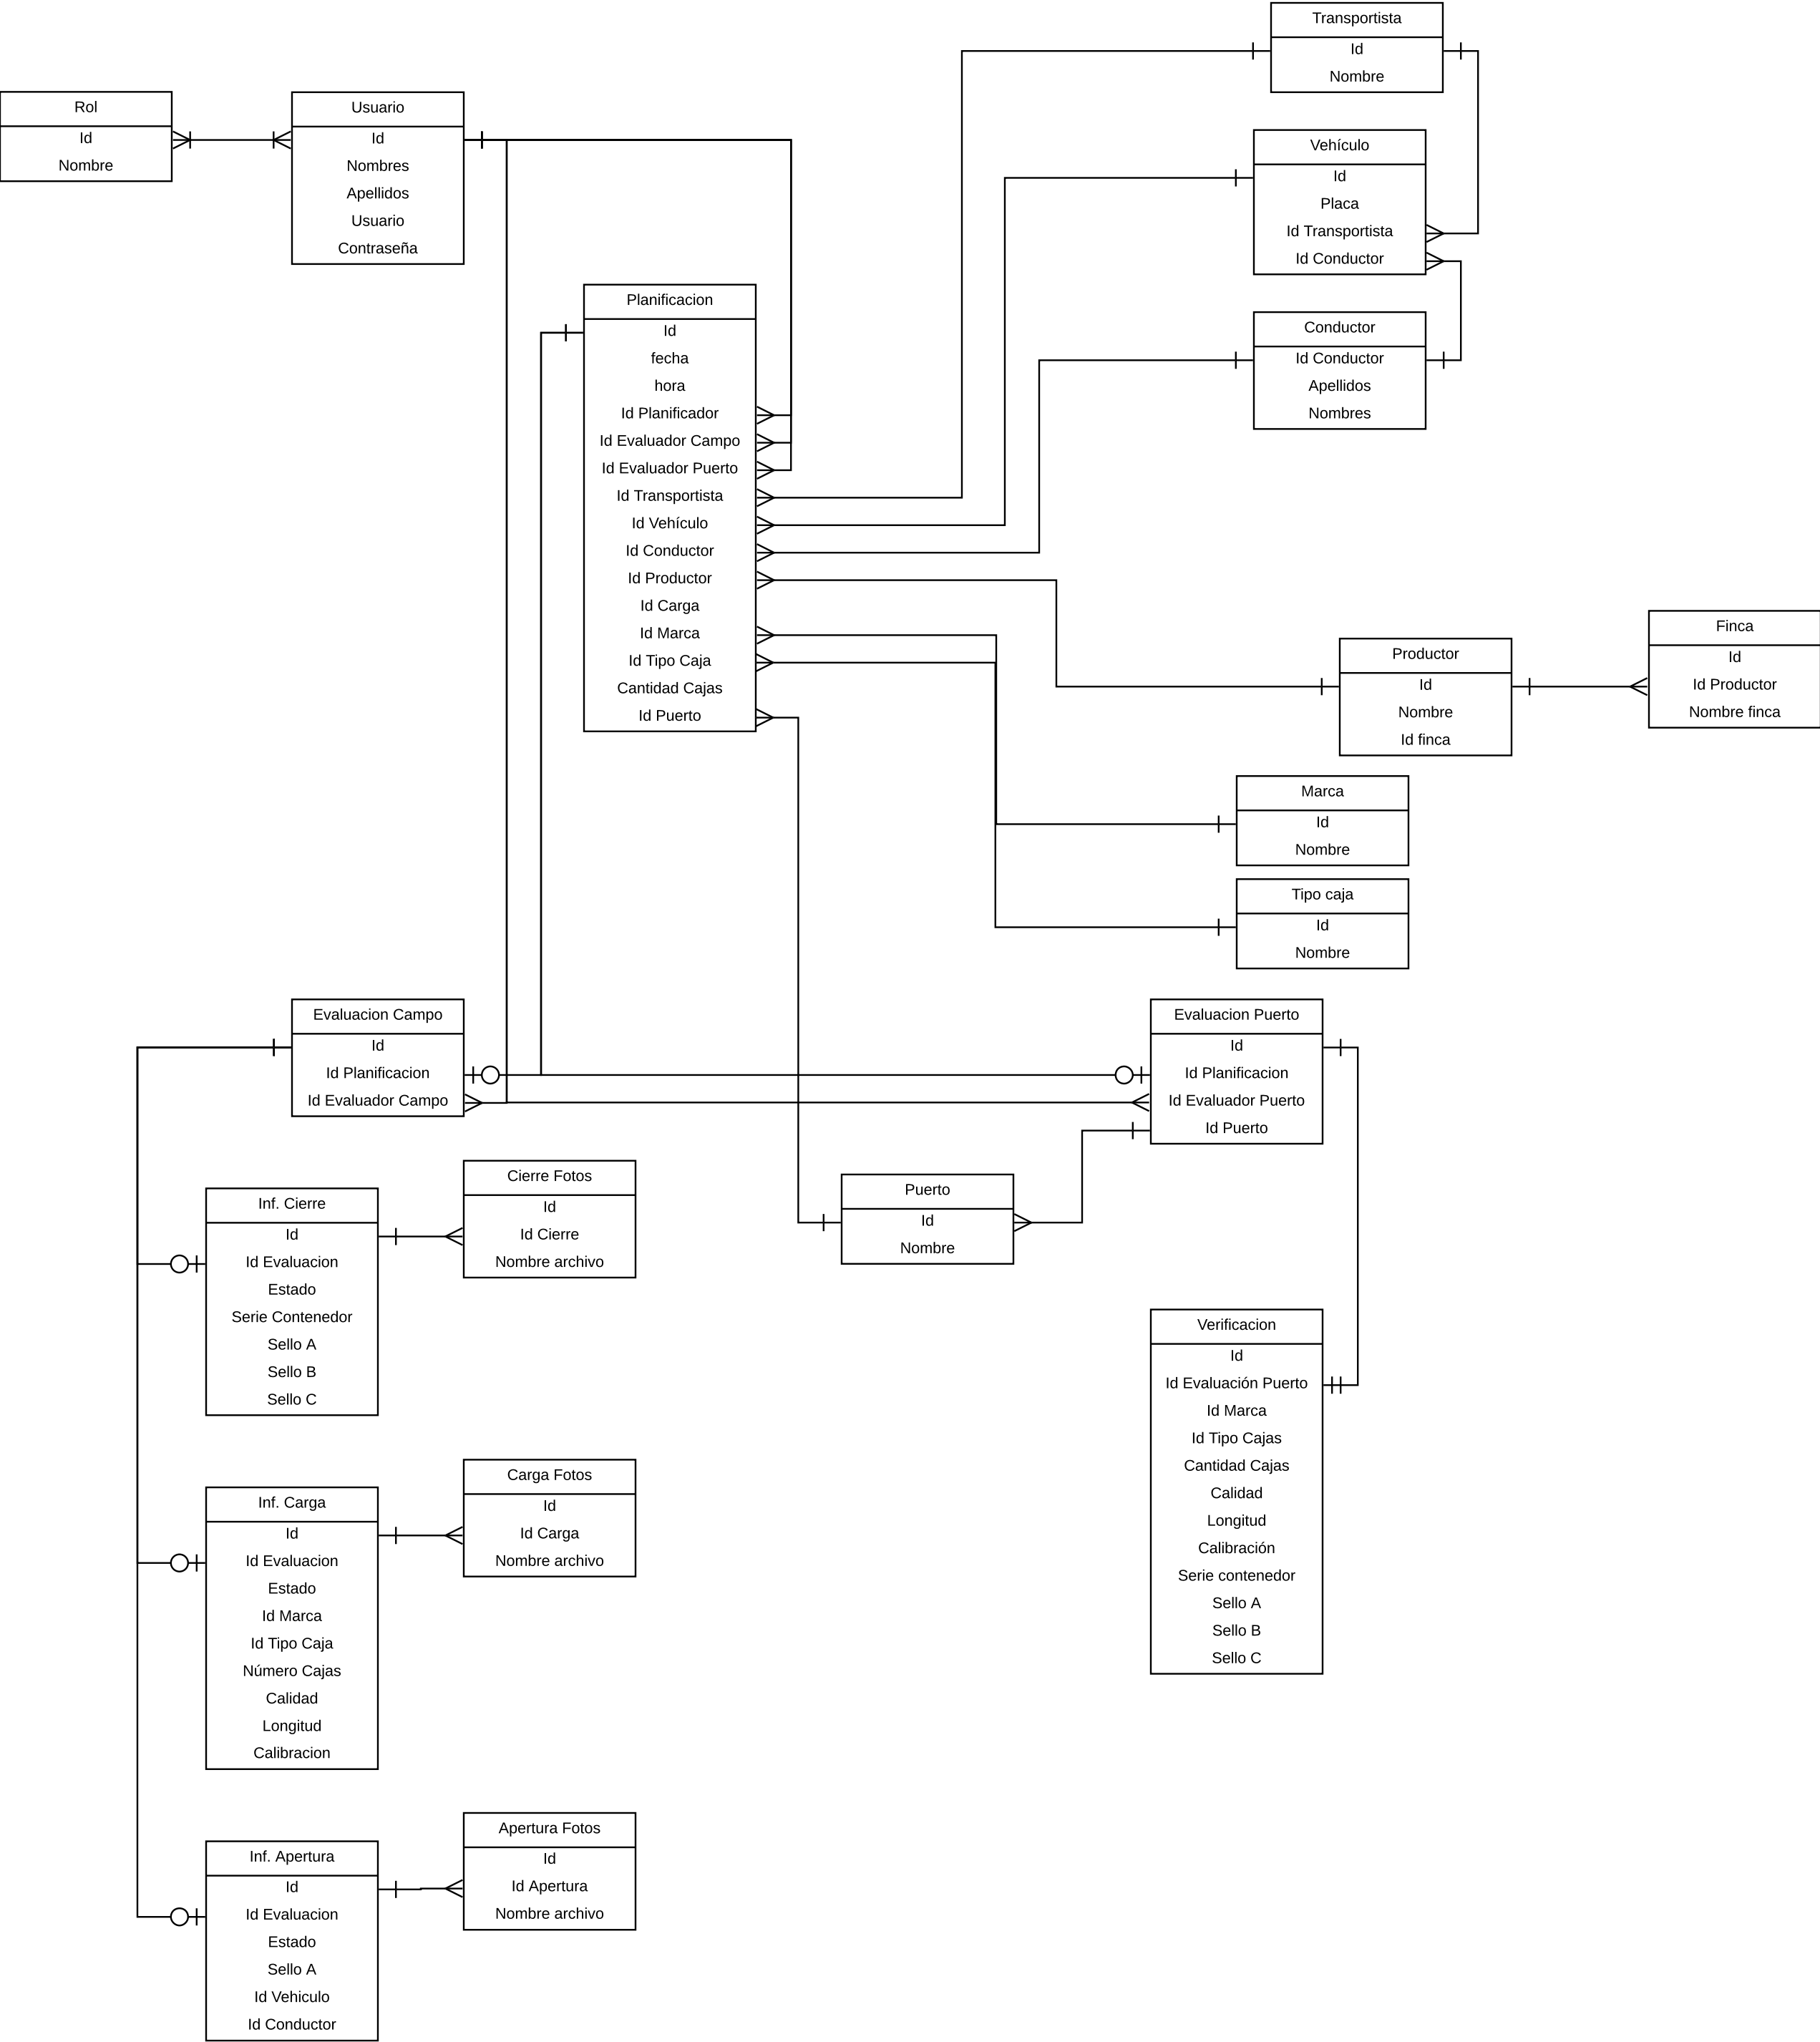 Transportista
Id
Nombre
Rol
Id
Nombre
Usuario
Id
Nombres
Apellidos
Usuario
Contraseña
Vehículo
Id
Placa
Id Transportista
Id Conductor
Planificacion
Id
fecha
hora
Id Planificador
Id Evaluador Campo
Id Evaluador Puerto
Id Transportista
Id Vehículo
Id Conductor
Id Productor
Id Carga
Id Marca
Id Tipo Caja
Cantidad Cajas
Id Puerto
Conductor
Id Conductor
Apellidos
Nombres
Productor
Id
Nombre
Id finca
Finca
Id
Id Productor
Nombre finca
Marca
Id
Nombre
Tipo caja
Id
Nombre
Evaluacion Campo
Id
Id Planificacion
Id Evaluador Campo
Evaluacion Puerto
Id
Id Planificacion
Id Evaluador Puerto
Id Puerto
Inf. Cierre
Id
Id Evaluacion
Estado
Serie Contenedor
Sello A
Sello B
Sello C
Cierre Fotos
Id
Id Cierre
Nombre archivo
Puerto
Id
Nombre
Verificacion
Id
Id Evaluación Puerto
Id Marca
Id Tipo Cajas
Cantidad Cajas
Calidad
Longitud
Calibración
Serie contenedor
Sello A
Sello B
Sello C
Inf. Carga
Id
Id Evaluacion
Estado
Id Marca
Id Tipo Caja
Número Cajas
Calidad
Longitud
Calibracion
Carga Fotos
Id
Id Carga
Nombre archivo
Inf. Apertura
Id
Id Evaluacion
Estado
Sello A
Id Vehiculo
Id Conductor
Apertura Fotos
Id
Id Apertura
Nombre archivo